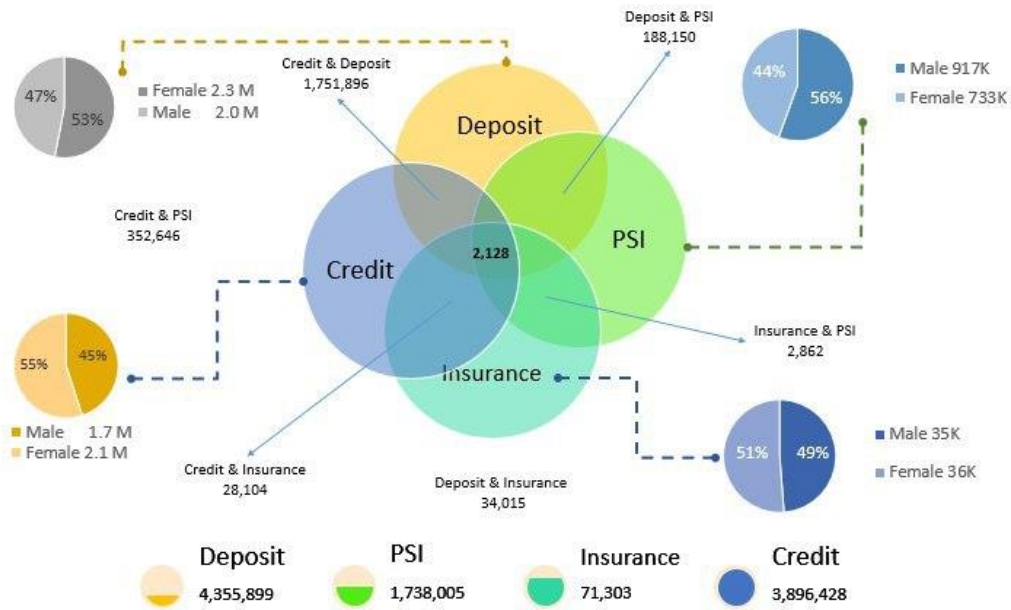 Deposit & PSI
188,150
Credit & Deposit
1,751,896
47%
53%
Female 2.3 M
Male 2.0 M
44%
56%
Male 917K
Female 733K
Deposit
Credit & PSI
352,646
PSI
2,128
Credit
Insurance & PSI
2,862
55%
45%
Insurance
Male 1.7 M
Female 2.1 M
51%
49%
Male 35K
Female 36K
Credit & Insurance
28,104
Deposit & Insurance
34,015
Deposit
4,355,899
PSI
1,738,005
Insurance
71,303
Credit
3,896,428